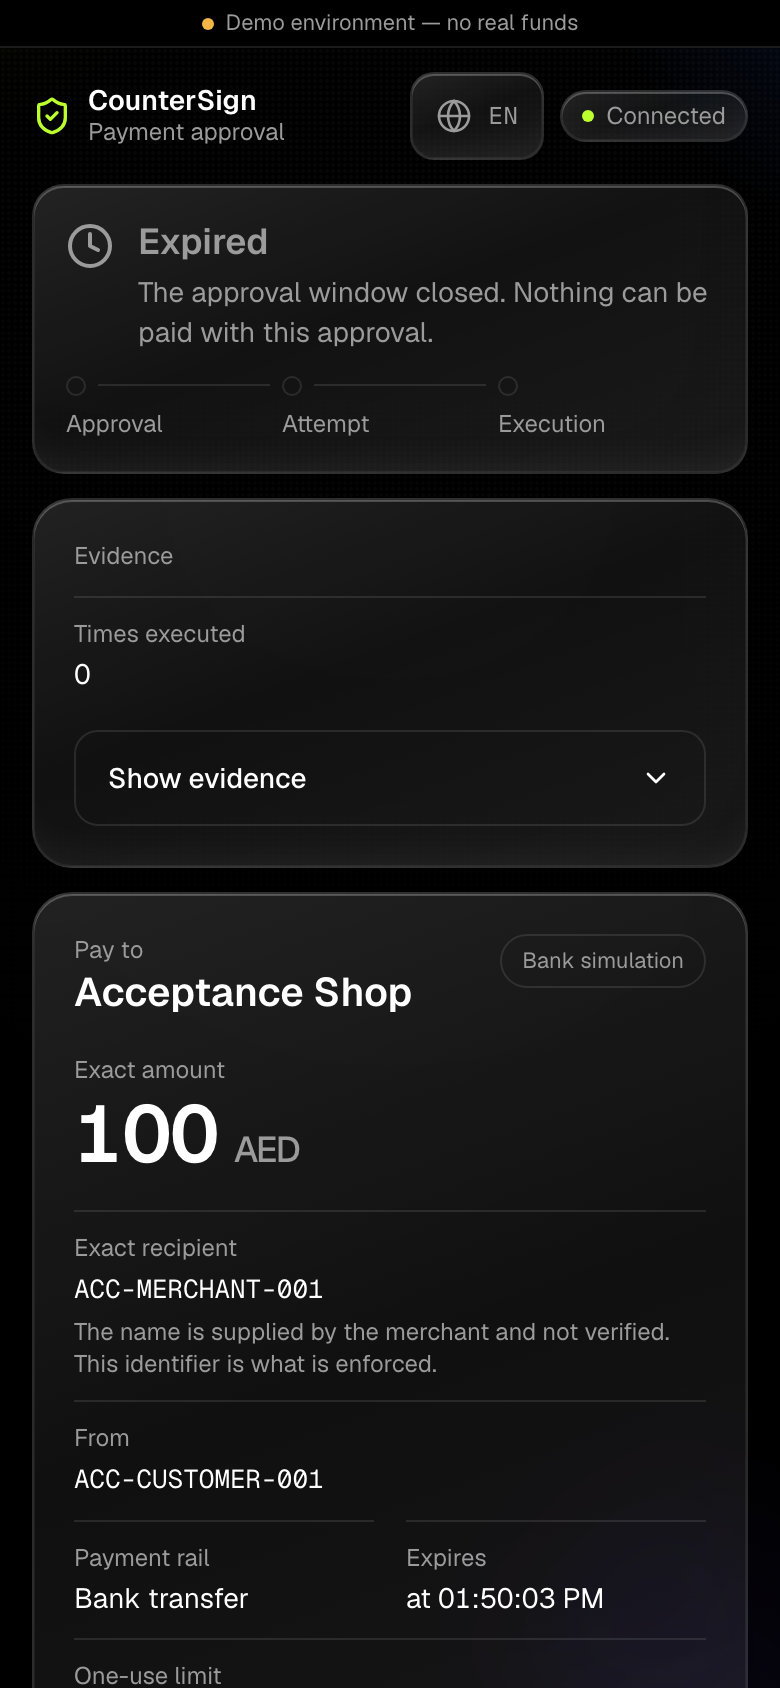 Demo environment — no real funds
CounterSign
Payment approval
EN
Connected
Expired
The approval window closed. Nothing can be
paid with this approval.
Approval
Attempt
Execution
Evidence
Times executed
0
Show evidence
Pay to
Bank simulation
Acceptance Shop
Exact amount
100 AED
Exact recipient
ACC-MERCHANT-001
The name is supplied by the merchant and not verified.
This identifier is what is enforced.
From
ACC-CUSTOMER-001
Payment rail
Bank transfer
Expires
at 01:50:03 PM
One-use limit